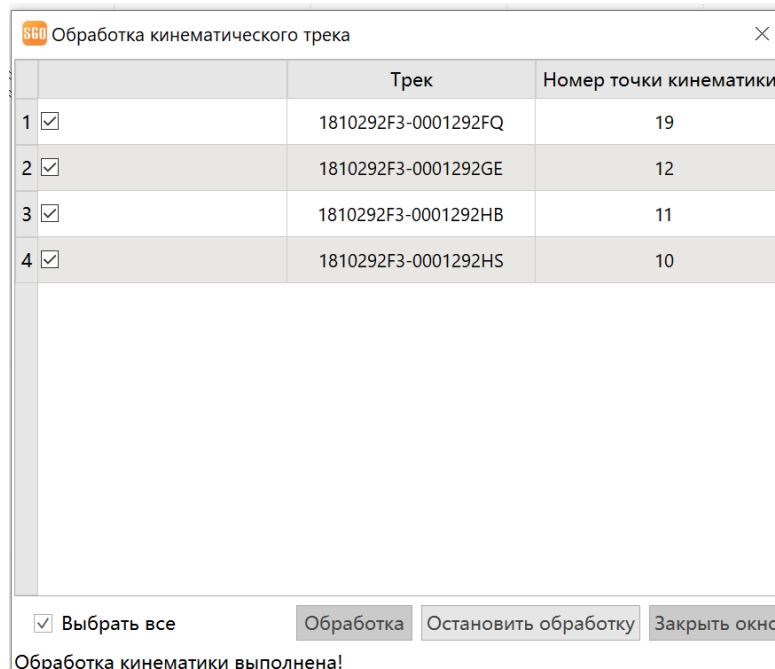 SGO Обработка кинематического трека
Трек Номер точки кинематики
1 1810292F3-0001292FQ 19
2 1810292F3-0001292GE 12
3 1810292F3-0001292HB 11
4 1810292F3-0001292HS 10
Выбрать все Обработка Остановить обработку Закрыть окно
Обработка кинематики выполнена!